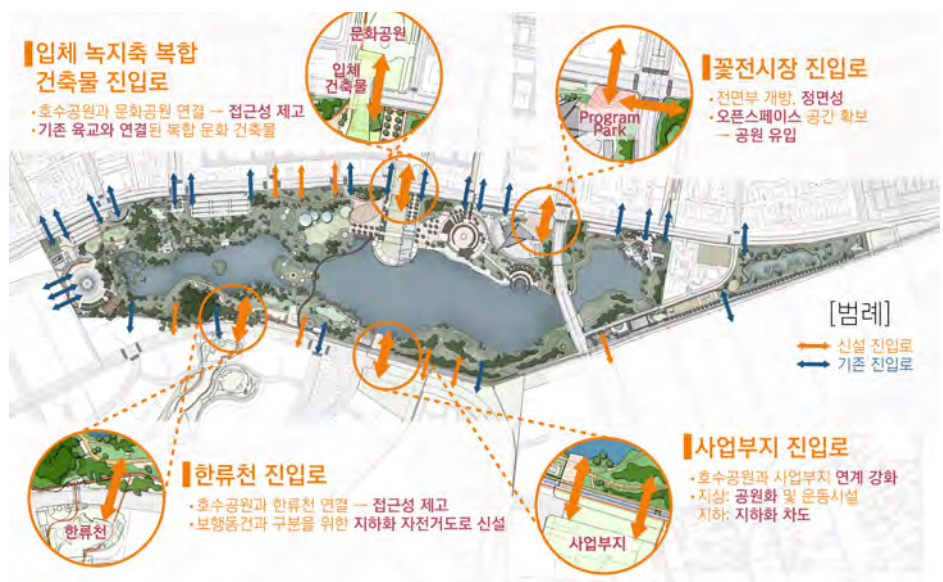 입체 녹지축 복합
건축물 진입로
•호수공원과 문화공원 연결 → 접근성 제고
•기존 육교와 연결된 복합 문화 건축물
문화공원
입체
건축물
Program
Park
꽃전시장 진입로
•전면부 개방, 정면성
•오픈스페이스 공간 확보
→ 공원 유입
[범례]
신설 진입로
기존 진입로
한류천
한류천 진입로
•호수공원과 한류천 연결 → 접근성 제고
•보행동건과 구분을 위한 지하화 자전거도로 신설
사업부지
사업부지 진입로
•호수공원과 사업부지 연계 강화
•지상: 공원화 및 운동시설
지하: 지하화 차도